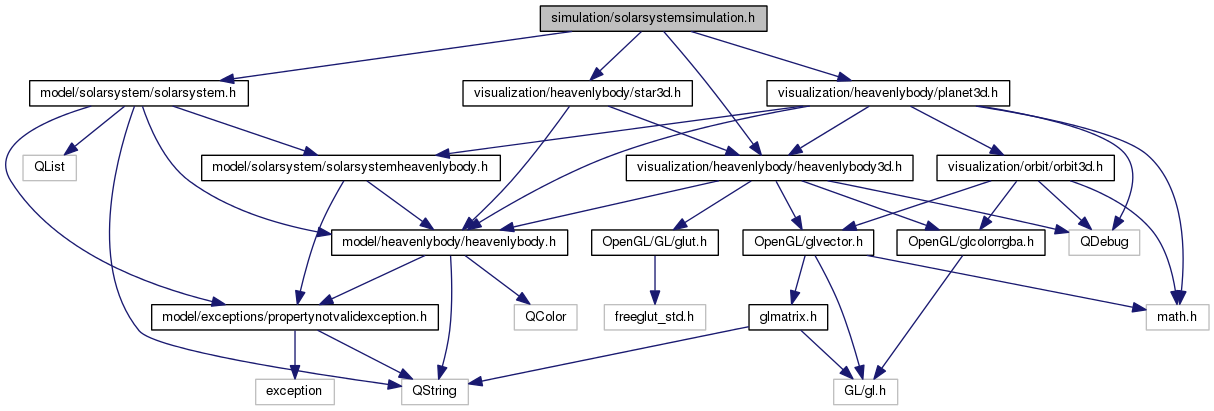 simulation/solarsystemsimulation.h
model/solarsystem/solarsystem.h
visualization/heavenlybody/star3d.h
visualization/heavenlybody/planet3d.h
QList
model/solarsystem/solarsystemheavenlybody.h
visualization/heavenlybody/heavenlybody3d.h
visualization/orbit/orbit3d.h
model/heavenlybody/heavenlybody.h
OpenGL/GL/glut.h
OpenGL/glvector.h
OpenGL/glcolorrgba.h
QDebug
model/exceptions/propertynotvalidexception.h
QColor
freeglut_std.h
glmatrix.h
math.h
exception
QString
GL/gl.h